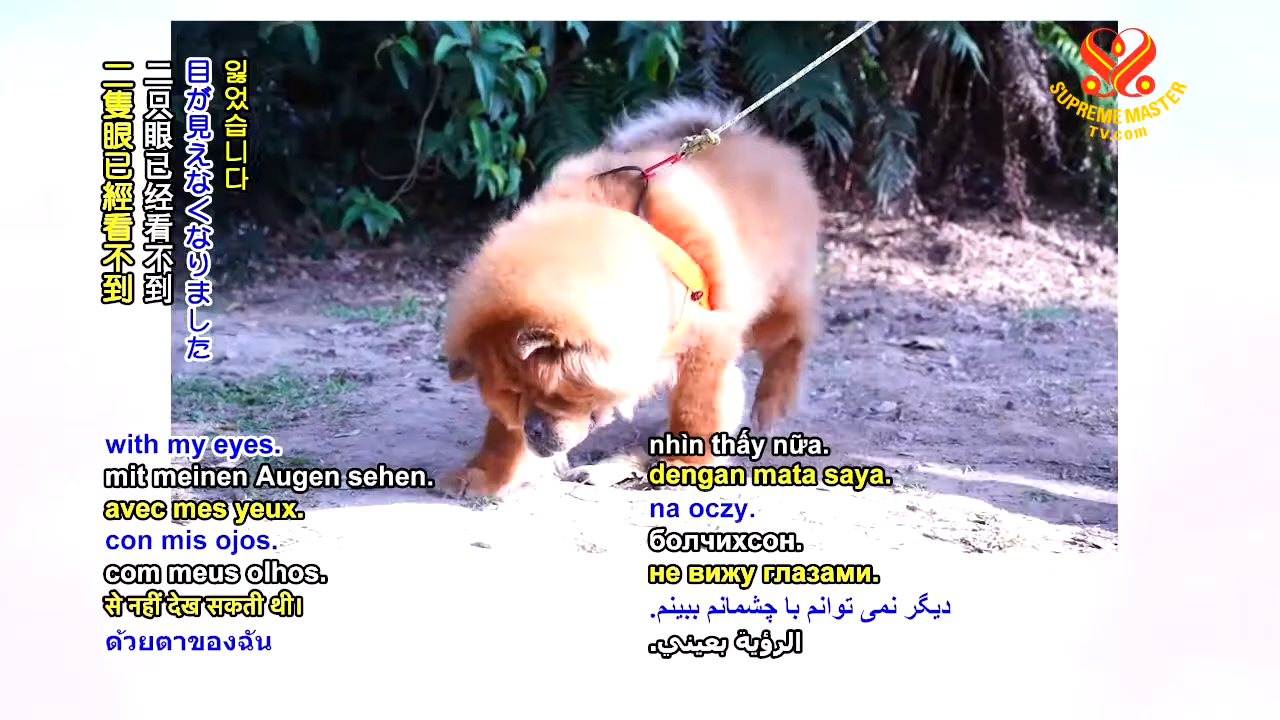 잃었습니다
目が見えなくなりました
二只眼已经看不到
二隻眼已經看不到
SUPREME MASTER
TV.com
with my eyes.
mit meinen Augen sehen.
avec mes yeux.
con mis ojos.
com meus olhos.
से नहीं देख सकती थी।
ด้วยตาของฉัน
nhìn thấy nữa.
dengan mata saya.
na oczy.
болчихсон.
не вижу глазами.
دیگر نمی توانم با چشمانم ببینم.
الرؤية بعيني.